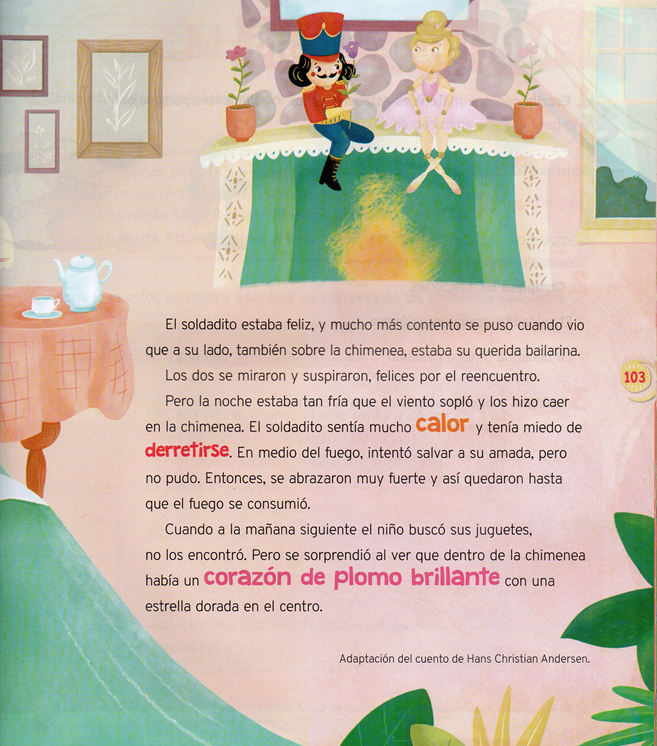 El soldadito estaba feliz, y mucho más contento se puso cuando vio
que a su lado, también sobre la chimenea, estaba su querida bailarina.
Los dos se miraron y suspiraron, felices por el reencuentro.
Pero la noche estaba tan fría que el viento sopló y los hizo caer
en la chimenea. El soldadito sentía mucho calor y tenía miedo de
derretirse. En medio del fuego, intentó salvar a su amada, pero
no pudo. Entonces, se abrazaron muy fuerte y así quedaron hasta
que el fuego se consumió.
Cuando a la mañana siguiente el niño buscó sus juguetes,
no los encontró. Pero se sorprendió al ver que dentro de la chimenea
había un corazón de plomo brillante con una
estrella dorada en el centro.
Adaptación del cuento de Hans Christian Andersen.
103